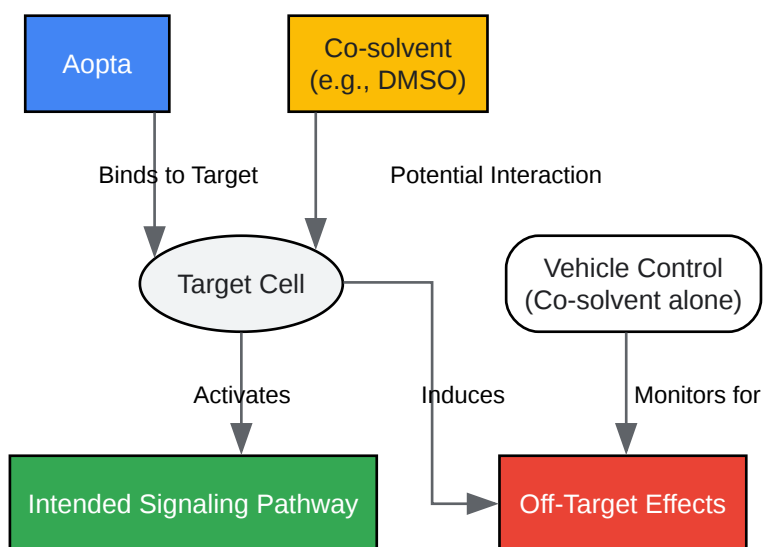 Aopta
Co-solvent
(e.g., DMSO)
Binds to Target
Potential Interaction
Target Cell
Vehicle Control
(Co-solvent alone)
Activates
Induces
Monitors for
Intended Signaling Pathway
Off-Target Effects